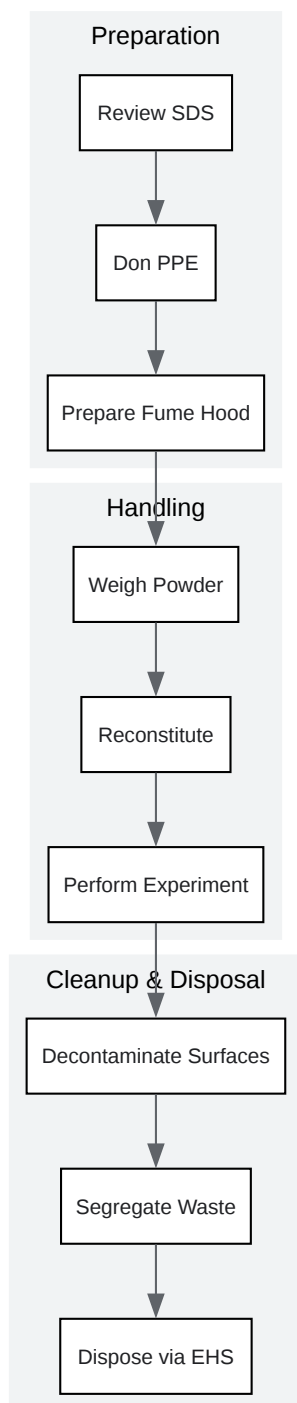 Preparation
Review SDS
Don PPE
Prepare Fume Hood
Handling
Weigh Powder
Reconstitute
Perform Experiment
Cleanup & Disposal
Decontaminate Surfaces
Segregate Waste
Dispose via EHS